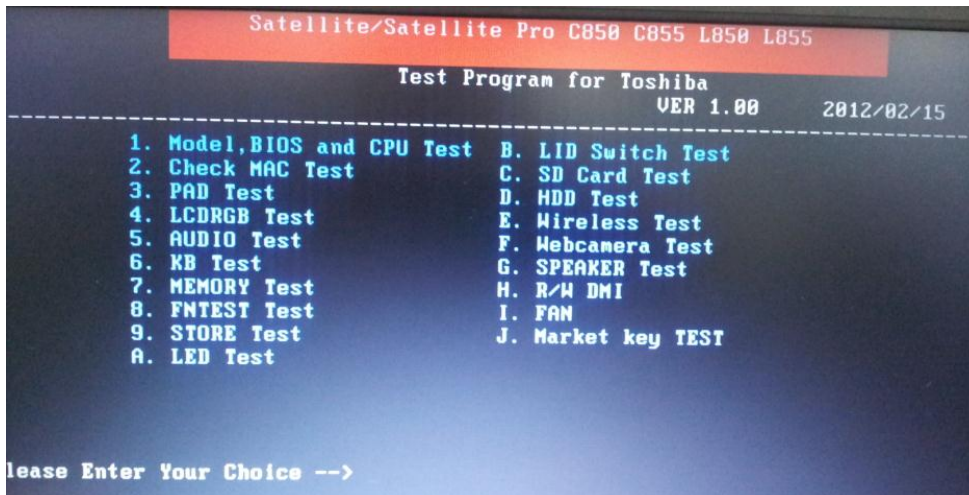 Satellite/Satellite Pro C850 C855 L850 L855
Test Program for Toshiba
VER 1.00 2012/02/15
1. Model,BIOS and CPU Test
2. Check MAC Test
3. PAD Test
4. LCDRGB Test
5. AUDIO Test
6. KB Test
7. MEMORY Test
8. FNTEST Test
9. STORE Test
A. LED Test
B. LID Switch Test
C. SD Card Test
D. HDD Test
E. Wireless Test
F. Webcamera Test
G. SPEAKER Test
H. R/W DMI
I. FAN
J. Market key TEST
lease Enter Your Choice -->